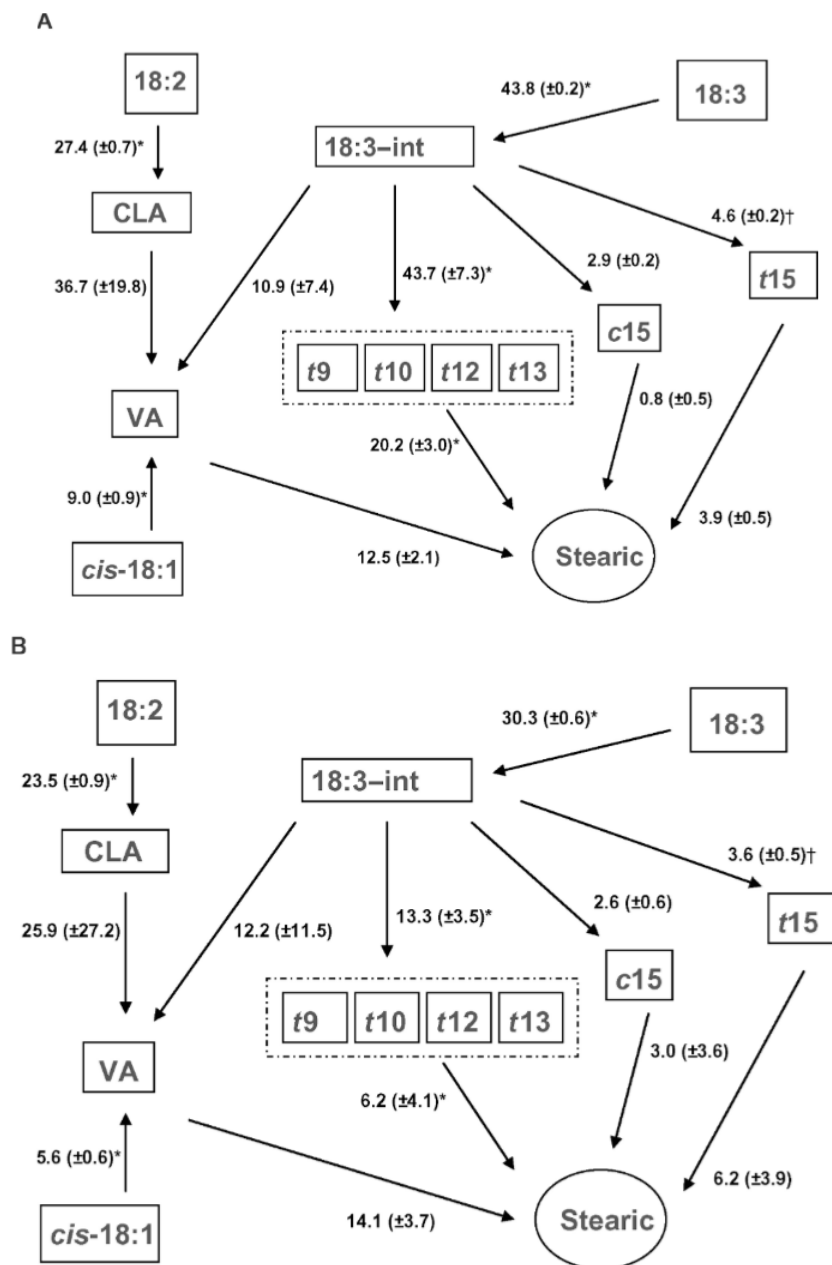 A
18:2
43.8 (±0.2)*
18:3
27.4 (±0.7)*
18:3–int
CLA
4.6 (±0.2)†
36.7 (±19.8)
10.9 (±7.4)
43.7 (±7.3)*
2.9 (±0.2)
t15
c15
t9 t10 t12 t13
VA
0.8 (±0.5)
20.2 (±3.0)*
9.0 (±0.9)*
3.9 (±0.5)
12.5 (±2.1)
Stearic
cis-18:1
B
18:2
30.3 (±0.6)*
18:3
23.5 (±0.9)*
18:3–int
CLA
3.6 (±0.5)†
2.6 (±0.6)
25.9 (±27.2)
12.2 (±11.5)
13.3 (±3.5)*
t15
c15
t9 t10 t12 t13
VA
3.0 (±3.6)
6.2 (±4.1)*
5.6 (±0.6)*
6.2 (±3.9)
14.1 (±3.7)
Stearic
cis-18:1